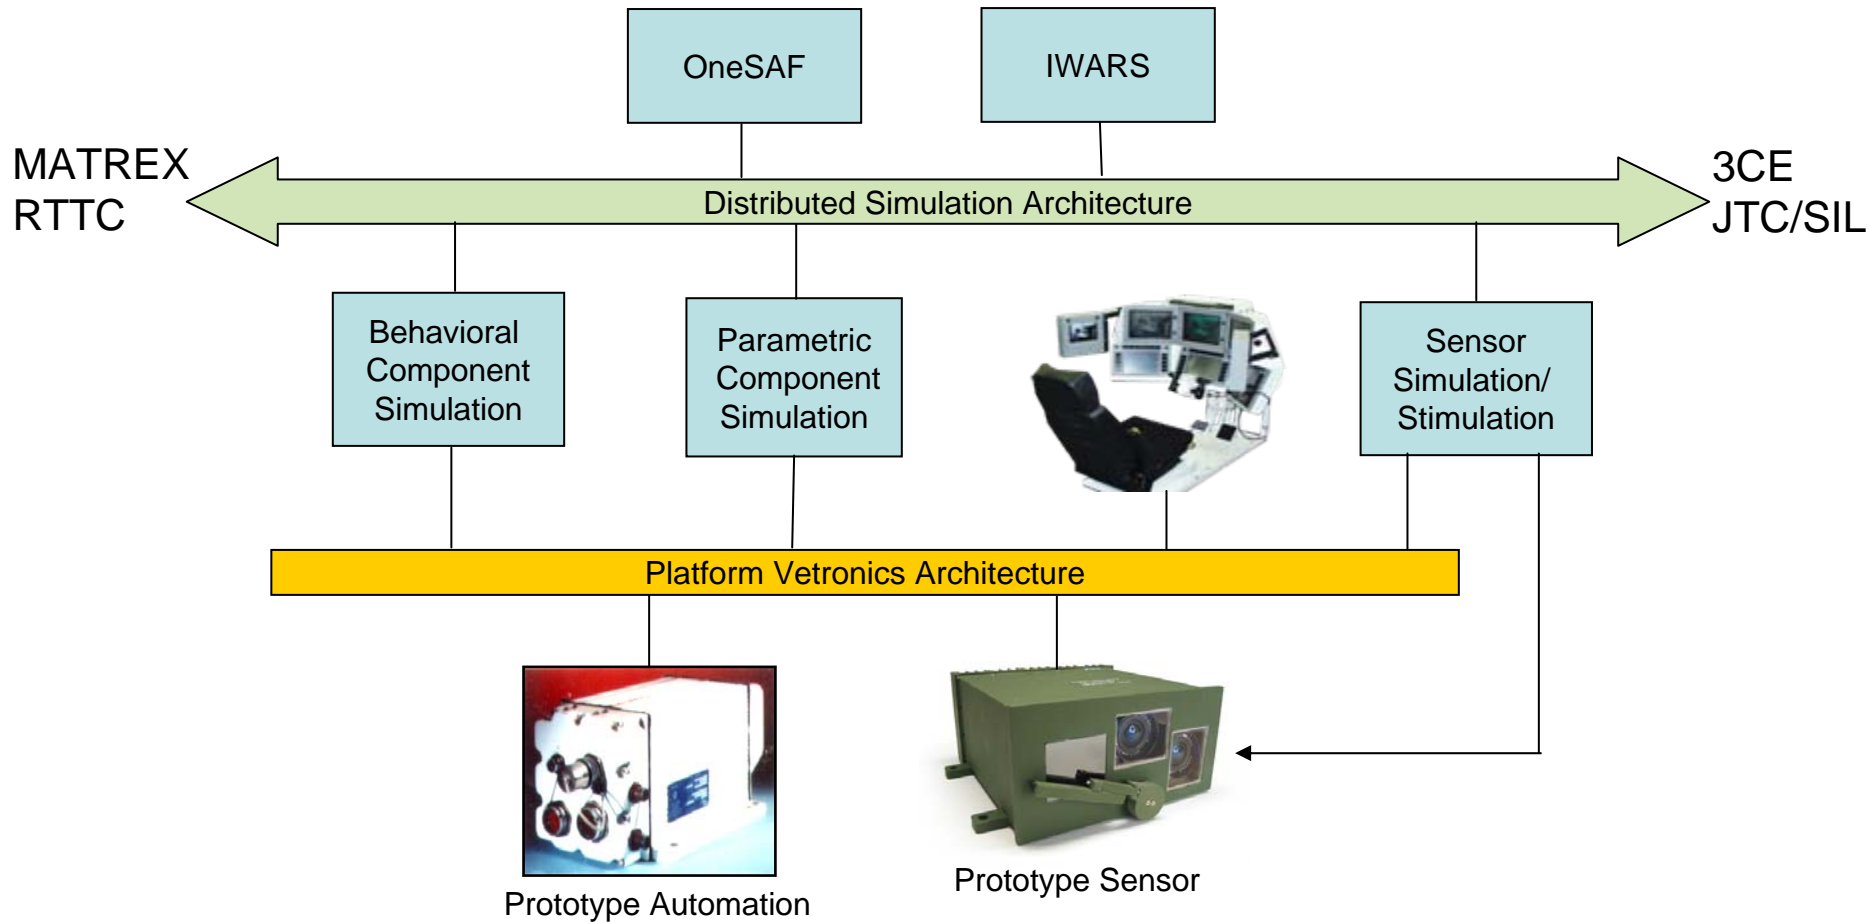 OneSAF
IWARS
MATREX
RTTC
Distributed Simulation Architecture
3CE
JTC/SIL
Behavioral
Component
Simulation
Parametric
Component
Simulation
Sensor
Simulation/
Stimulation
Platform Vetronics Architecture
Prototype Automation
Prototype Sensor